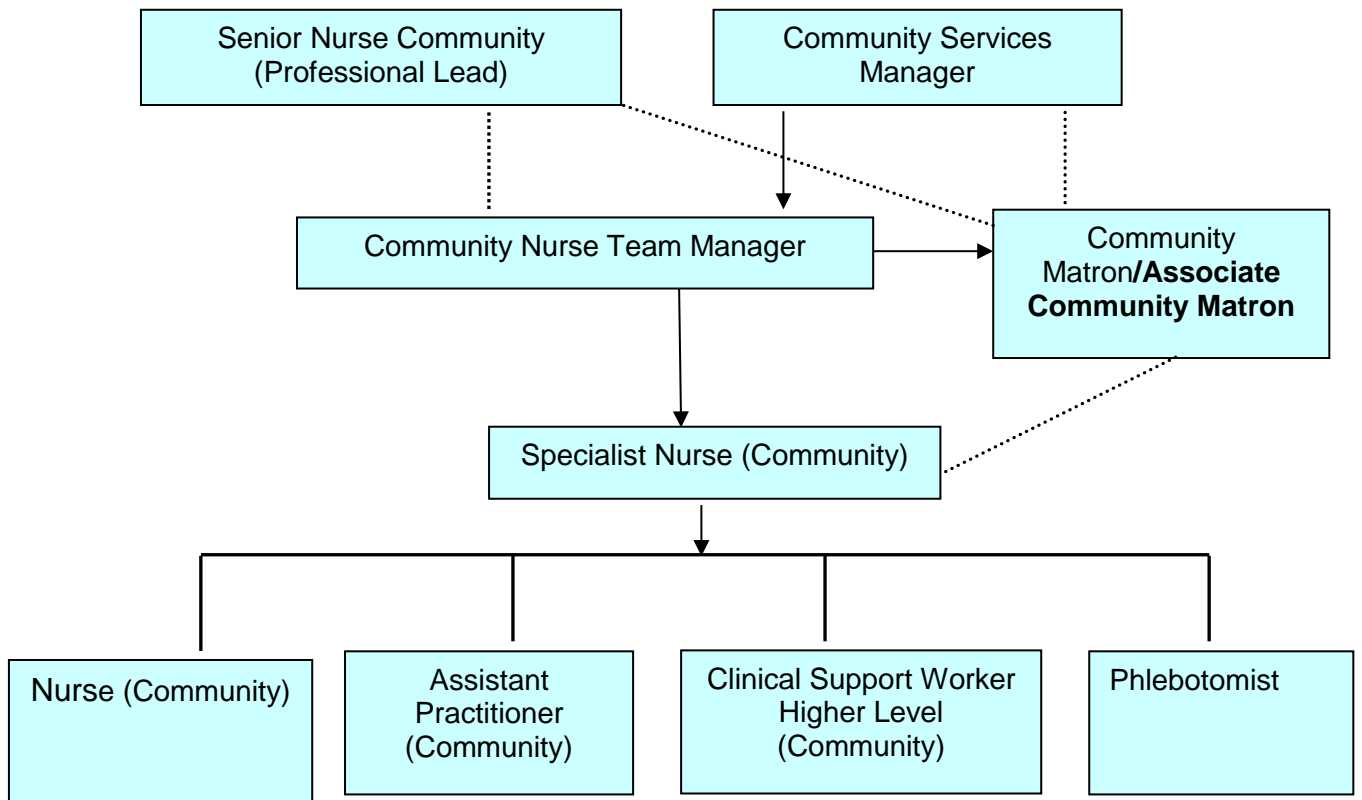 Senior Nurse Community
(Professional Lead)
Community Services
Manager
Community Nurse Team Manager
Community
Matron/Associate
Community Matron
Specialist Nurse (Community)
Nurse (Community)
Assistant
Practitioner
(Community)
Clinical Support Worker
Higher Level
(Community)
Phlebotomist